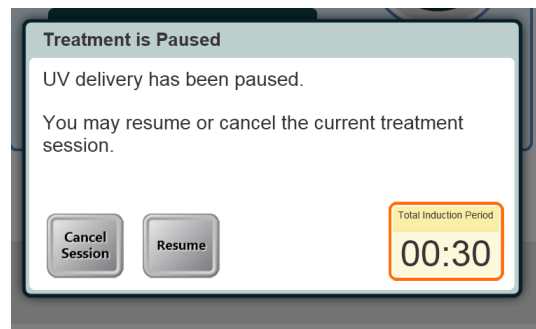 Treatment is Paused
UV delivery has been paused.
You may resume or cancel the current treatment
session.
Cancel
Session
Resume
Total Induction Period
00:30